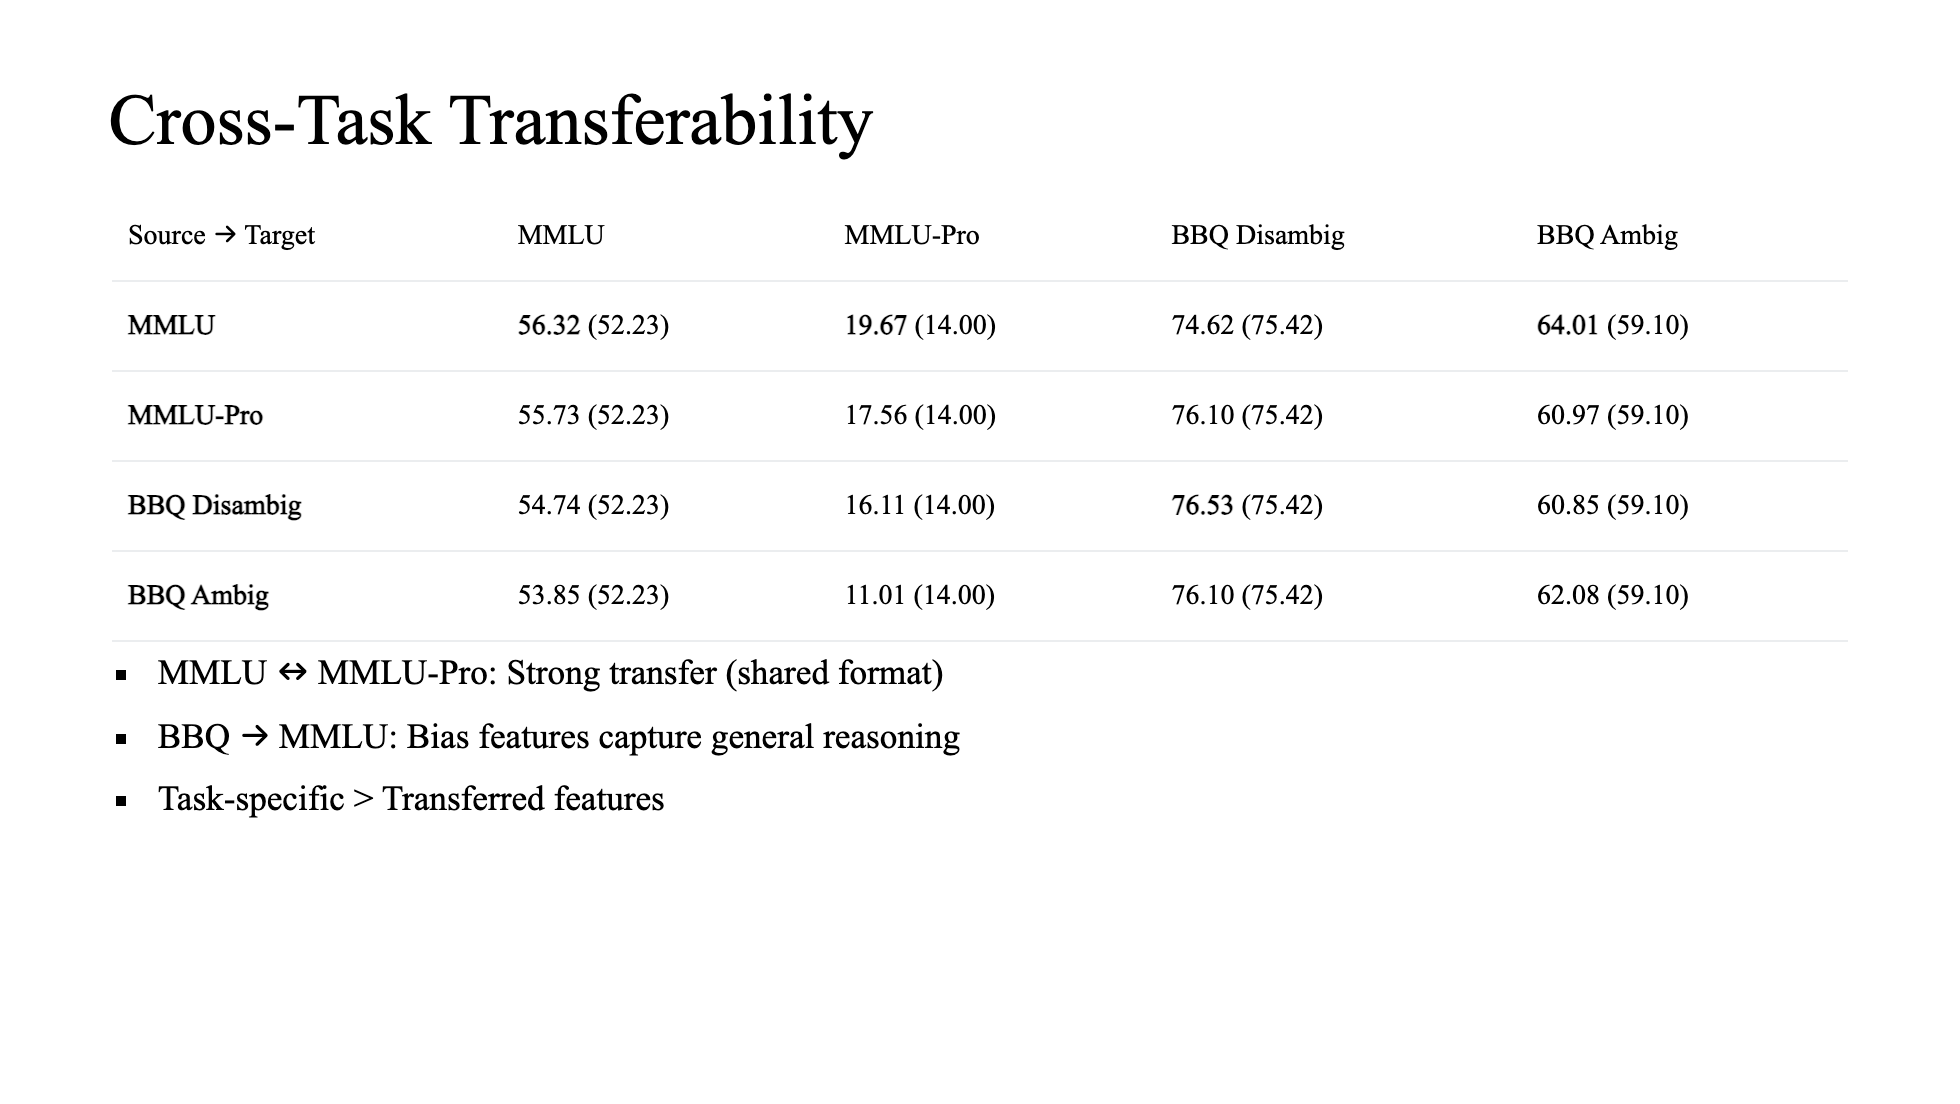 Cross-Task Transferability
Source → Target MMLU MMLU-Pro BBQ Disambig BBQ Ambig
MMLU 56.32 (52.23) 19.67 (14.00) 74.62 (75.42) 64.01 (59.10)
MMLU-Pro 55.73 (52.23) 17.56 (14.00) 76.10 (75.42) 60.97 (59.10)
BBQ Disambig 54.74 (52.23) 16.11 (14.00) 76.53 (75.42) 60.85 (59.10)
BBQ Ambig 53.85 (52.23) 11.01 (14.00) 76.10 (75.42) 62.08 (59.10)
▪ MMLU ↔ MMLU-Pro: Strong transfer (shared format)
▪ BBQ → MMLU: Bias features capture general reasoning
▪ Task-specific > Transferred features